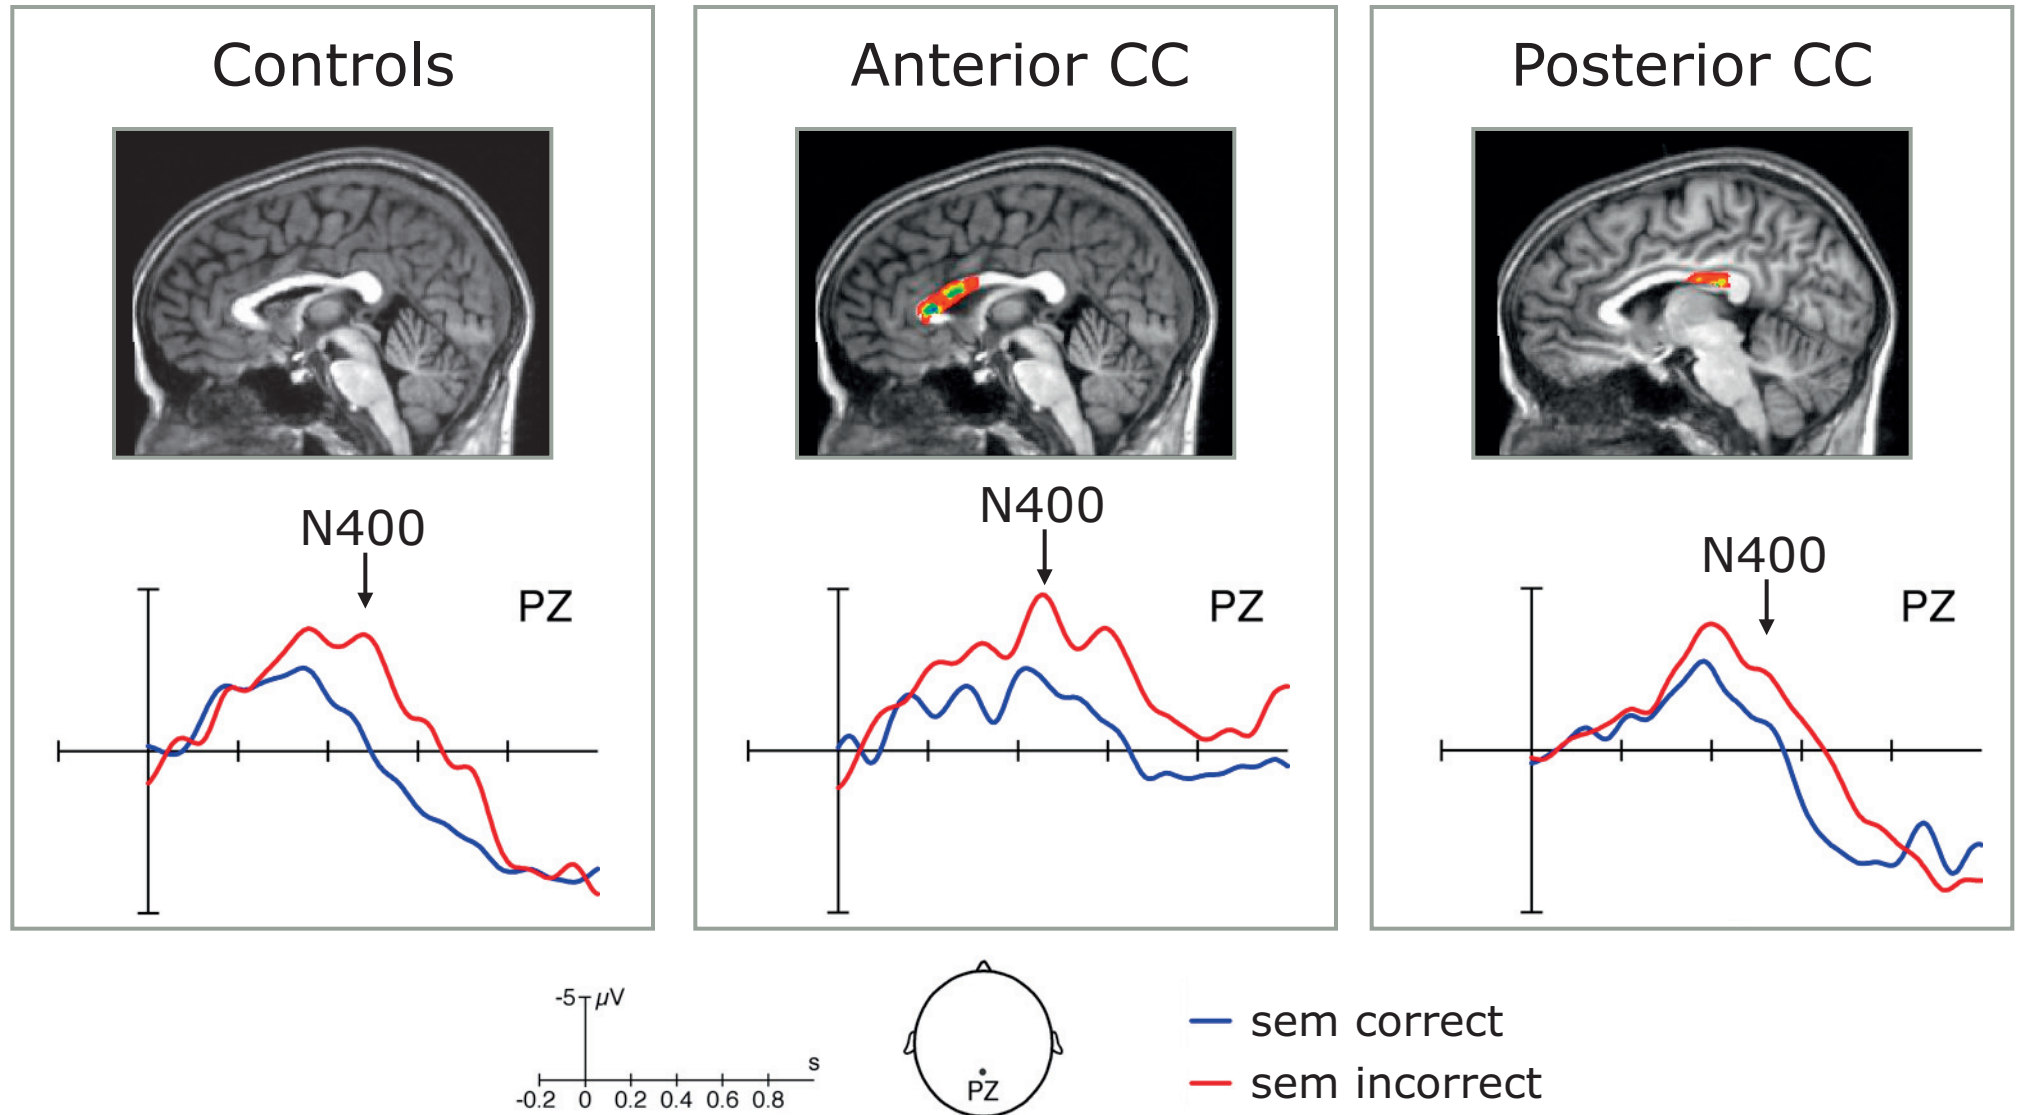 Controls
Anterior CC
Posterior CC
N400
N400
N400
PZ
PZ
PZ
-5 µV
s
-0.2 0 0.2 0.4 0.6 0.8
PZ
sem correct
sem incorrect